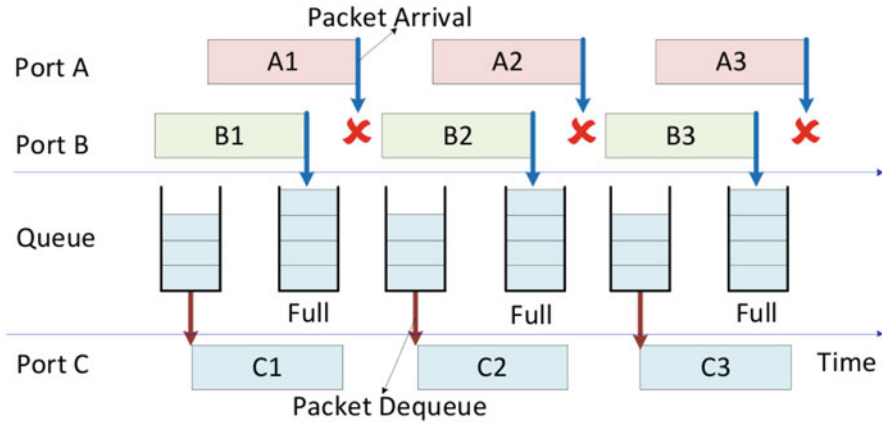 Packet Arrival
Port A A1 A2 A3
Port B B1 B2 B3
Queue
Full Full Full
Port C C1 C2 C3 Time
Packet Dequeue